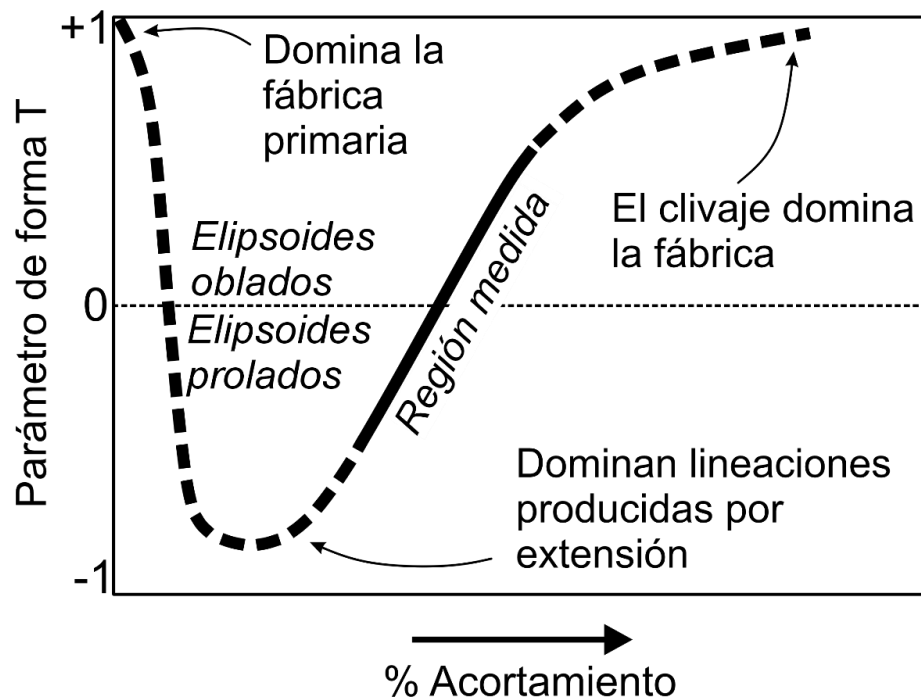 +1
Domina la
fábrica
primaria
Parámetro de forma T
El clivaje domina
la fábrica
Elipsoides
oblados
0
Elipsoides
prolados
Región medida
Dominan lineaciones
producidas por
extensión
-1
% Acortamiento